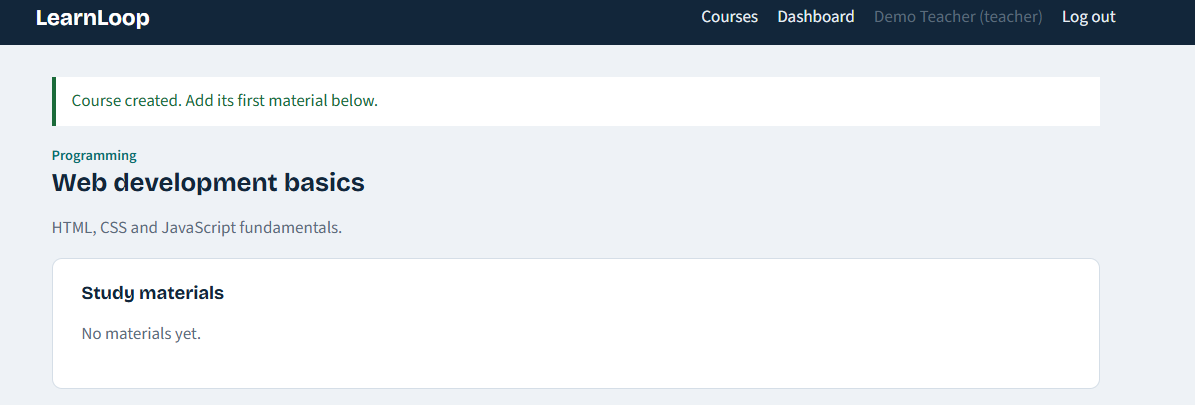 LearnLoop
Courses Dashboard Demo Teacher (teacher) Log out
Course created. Add its first material below.
Programming
Web development basics
HTML, CSS and JavaScript fundamentals.
Study materials
No materials yet.